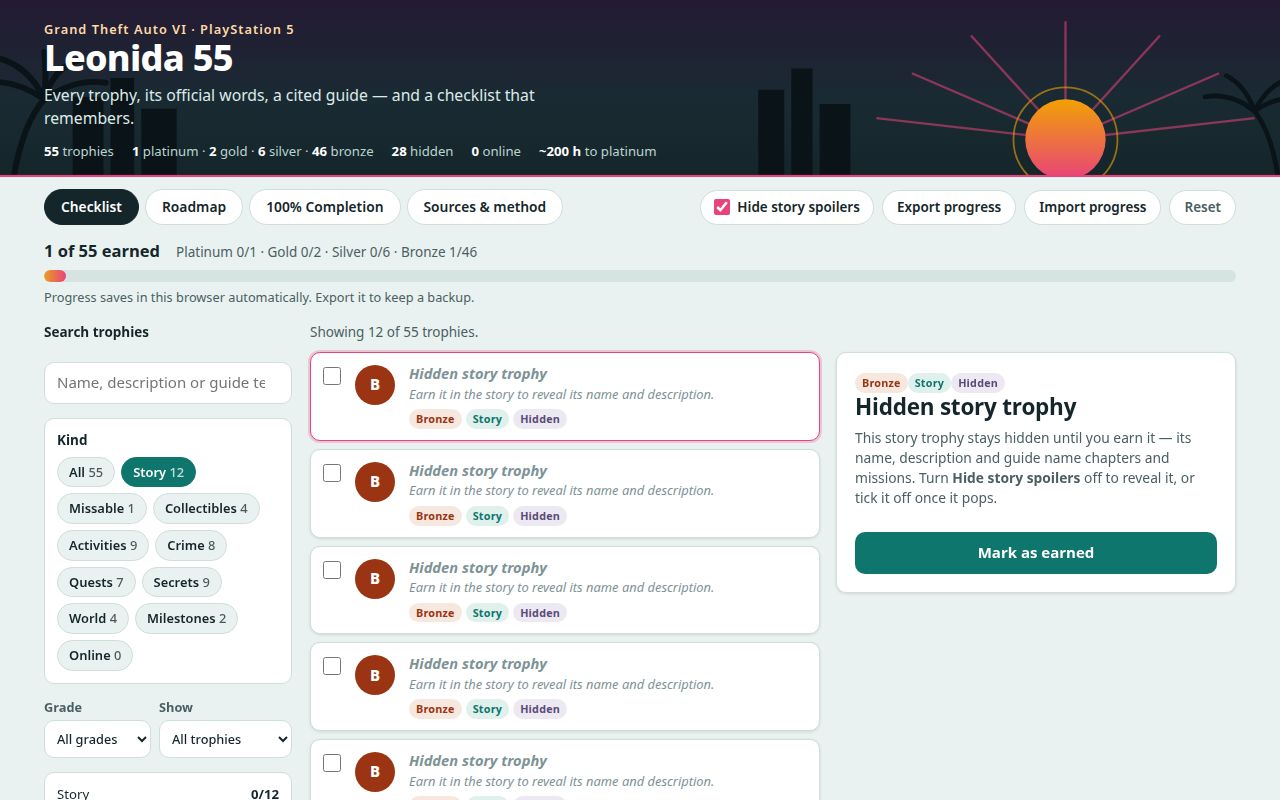 Grand Theft Auto VI · PlayStation 5
Leonida 55
Every trophy, its official words, a cited guide — and a checklist that
remembers.
55 trophies 1 platinum · 2 gold · 6 silver · 46 bronze 28 hidden 0 online ~200 h to platinum
Checklist Roadmap 100% Completion Sources & method Hide story spoilers Export progress Import progress Reset
1 of 55 earned Platinum 0/1 · Gold 0/2 · Silver 0/6 · Bronze 1/46
Progress saves in this browser automatically. Export it to keep a backup.
Search trophies
Name, description or guide te
Kind
All 55 Story 12
Missable 1 Collectibles 4
Activities 9 Crime 8
Quests 7 Secrets 9
World 4 Milestones 2
Online 0
Grade Show
All grades All trophies
Story 0/12
Showing 12 of 55 trophies.
B
Hidden story trophy
Earn it in the story to reveal its name and description.
Bronze Story Hidden
B
Hidden story trophy
Earn it in the story to reveal its name and description.
Bronze Story Hidden
B
Hidden story trophy
Earn it in the story to reveal its name and description.
Bronze Story Hidden
B
Hidden story trophy
Earn it in the story to reveal its name and description.
Bronze Story Hidden
B
Hidden story trophy
Earn it in the story to reveal its name and description.
Bronze Story Hidden
Hidden story trophy
This story trophy stays hidden until you earn it — its
name, description and guide name chapters and
missions. Turn Hide story spoilers off to reveal it, or
tick it off once it pops.
Mark as earned